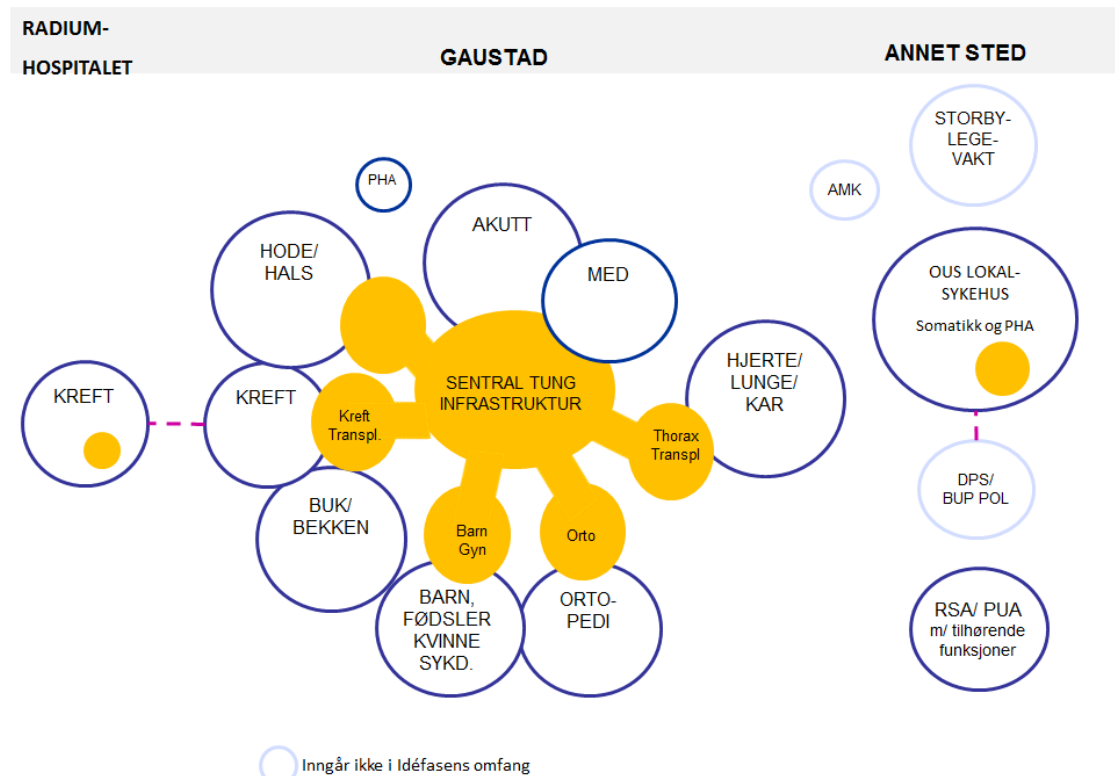 RADIUM-
HOSPITALET
GAUSTAD
ANNET STED
STORBY-
LEGE-
VAKT
PHA
AMK
AKUTT
HODE/
HALS
MED
OUS LOKAL-
SYKEHUS
Somatikk og PHA
HJERTE/
LUNGE/
KAR
SENTRAL TUNG
INFRASTRUKTUR
KREFT
KREFT
Kreft
Transpl.
Thorax
Transpl
DPS/
BUP POL
BUK/
BEKKEN
Barn
Gyn
Orto
BARN,
FØDSLER
KVINNE
SYKD.
ORTO-
PEDI
RSA/ PUA
m/ tilhørende
funksjoner
Inngår ikke i Idéfasens omfang